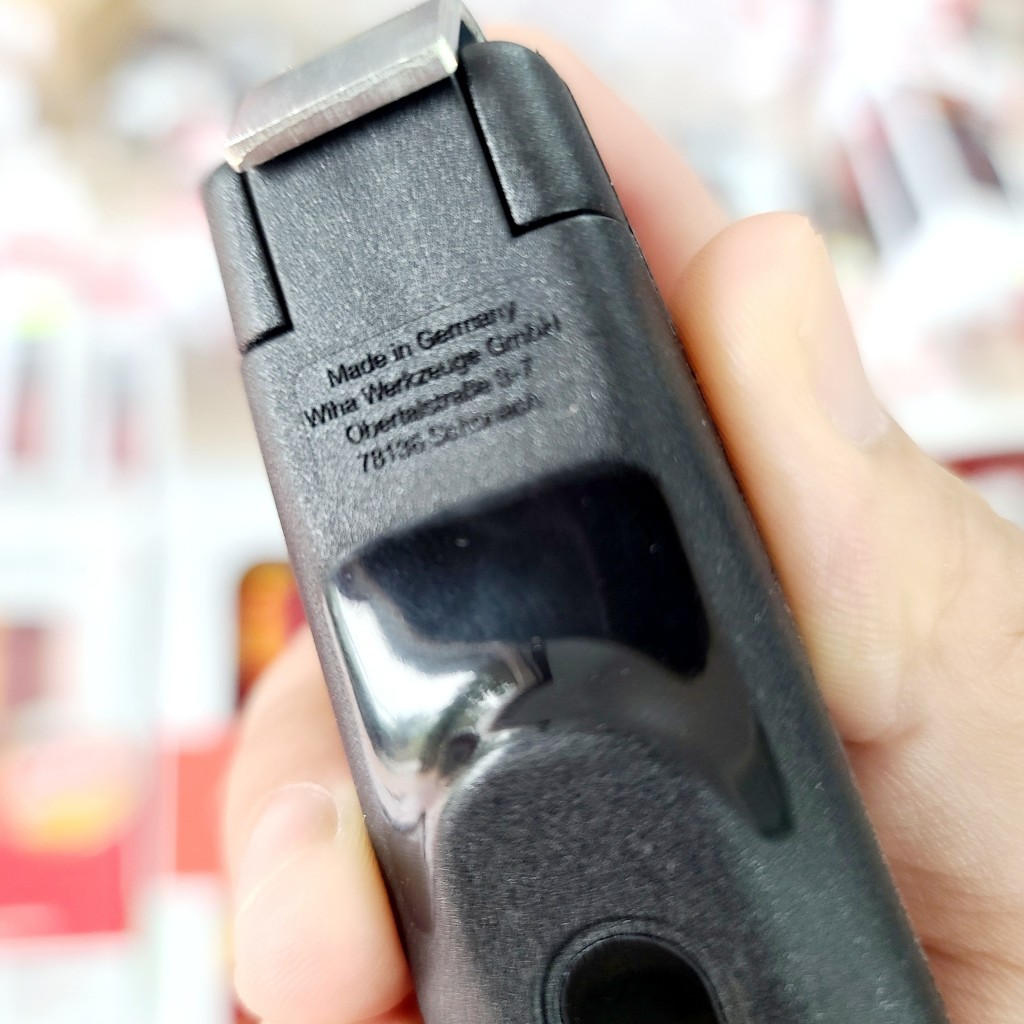 Made in Germany
Wiha Werkzeuge GmbH
Obertalstraße 3-7
78136 Schonach